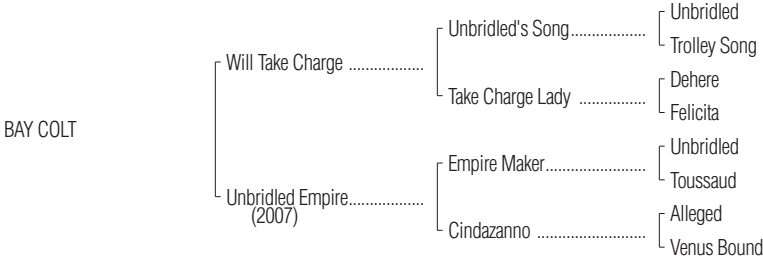 Unbridled
Unbridled's Song..................
Trolley Song
Will Take Charge ..................
Dehere
Take Charge Lady ................
Felicita
BAY COLT
Unbridled
Empire Maker........................
Toussaud
Unbridled Empire..................
(2007)
Alleged
Cindazanno ..........................
Venus Bound